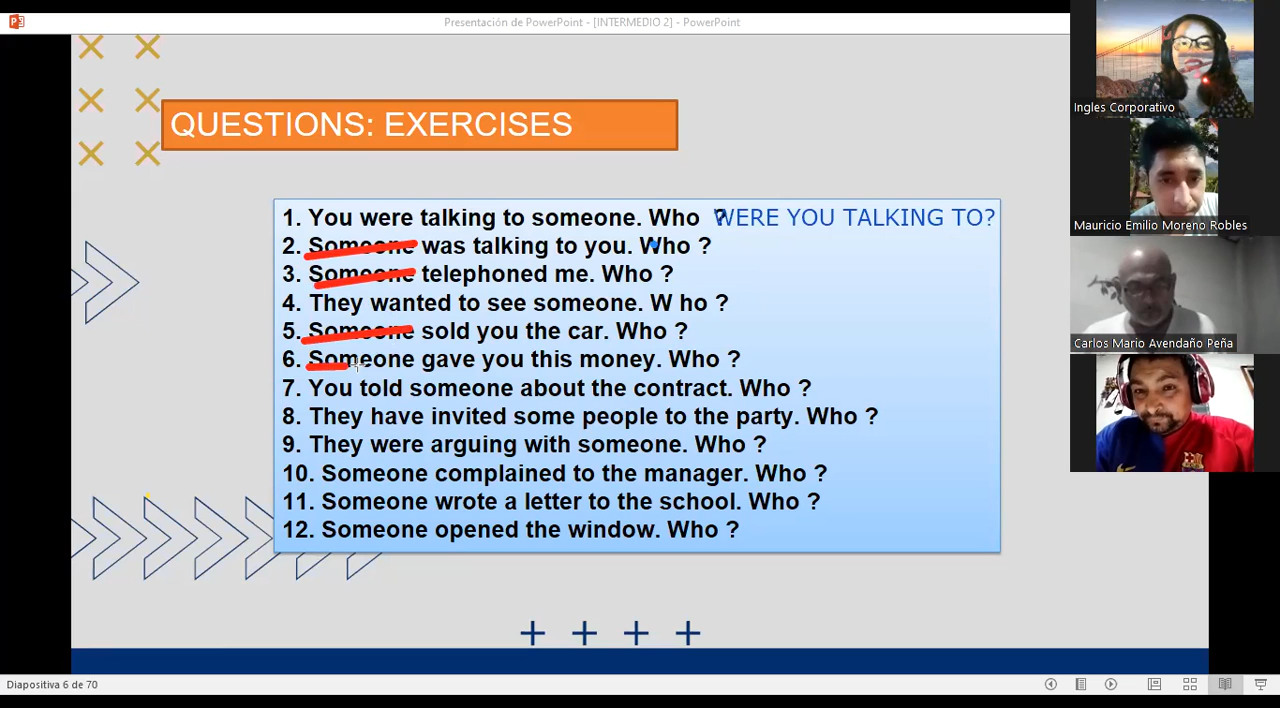 Presentación de PowerPoint - [INTERMEDIO 2] - PowerPoint
QUESTIONS: EXERCISES
1. You were talking to someone. Who ? WERE YOU TALKING TO?
2. Someone was talking to you. Who ?
3. Someone telephoned me. Who ?
4. They wanted to see someone. W ho ?
5. Someone sold you the car. Who ?
6. Someone gave you this money. Who ?
7. You told someone about the contract. Who ?
8. They have invited some people to the party. Who ?
9. They were arguing with someone. Who ?
10. Someone complained to the manager. Who ?
11. Someone wrote a letter to the school. Who ?
12. Someone opened the window. Who ?
Ingles Corporativo
Mauricio Emilio Moreno Robles
Carlos Mario Avendaño Peña
Diapositiva 6 de 70